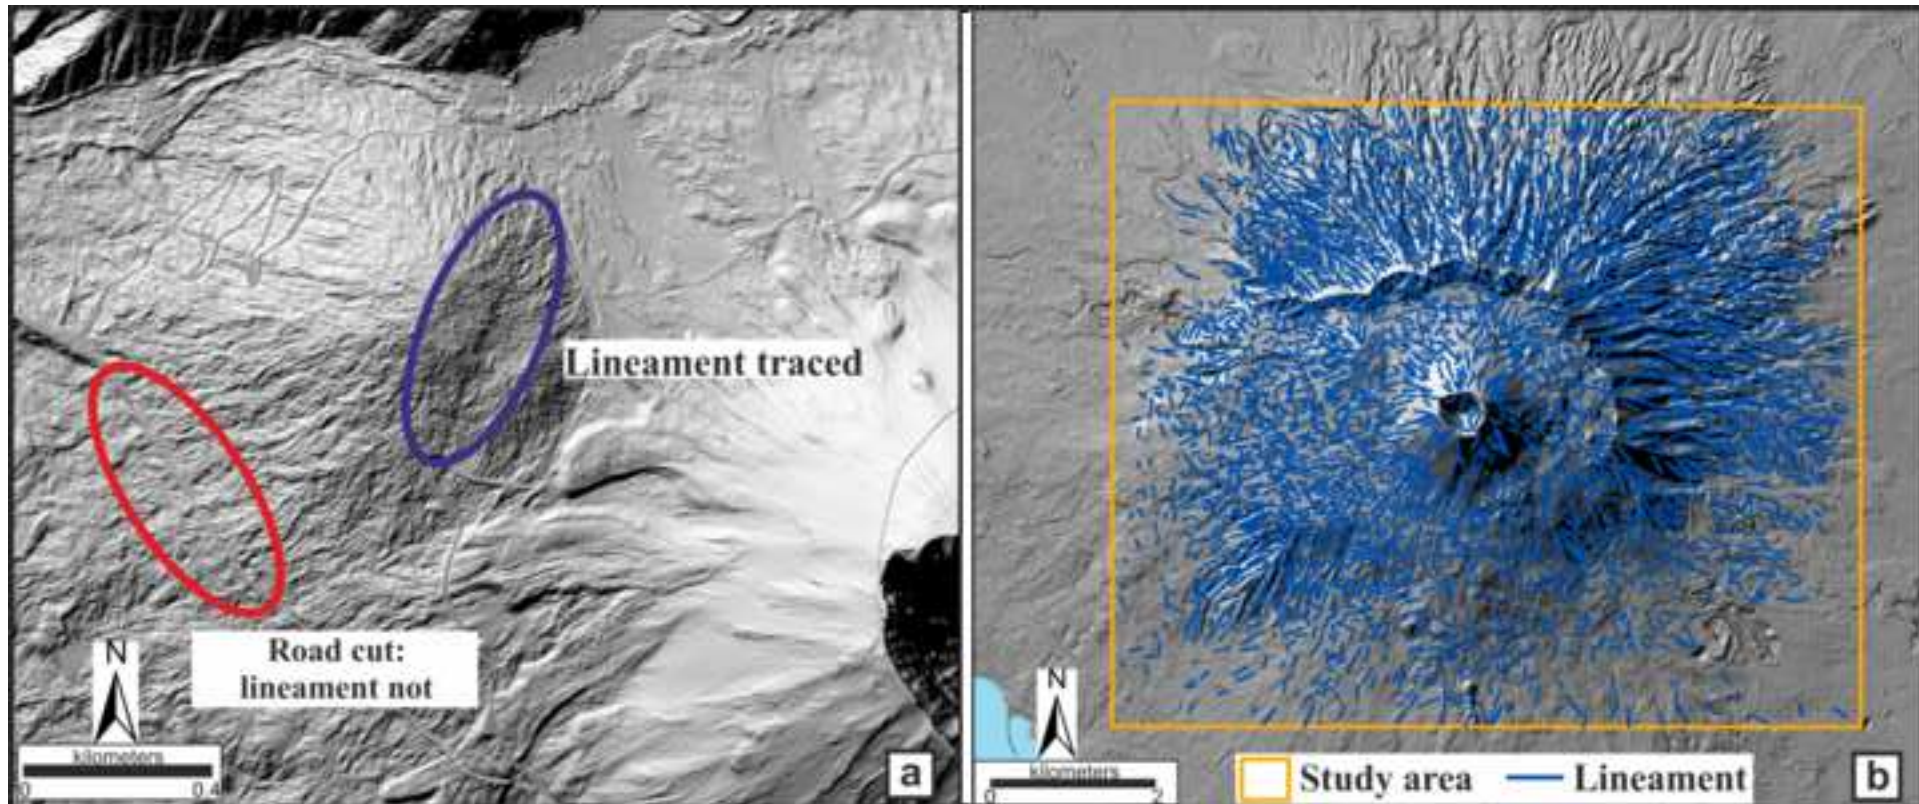 Lineament traced
Road cut:
lineament not
N
kilometers
0 0.4
a
N
kilometers
0 2
Study area Lineament
b